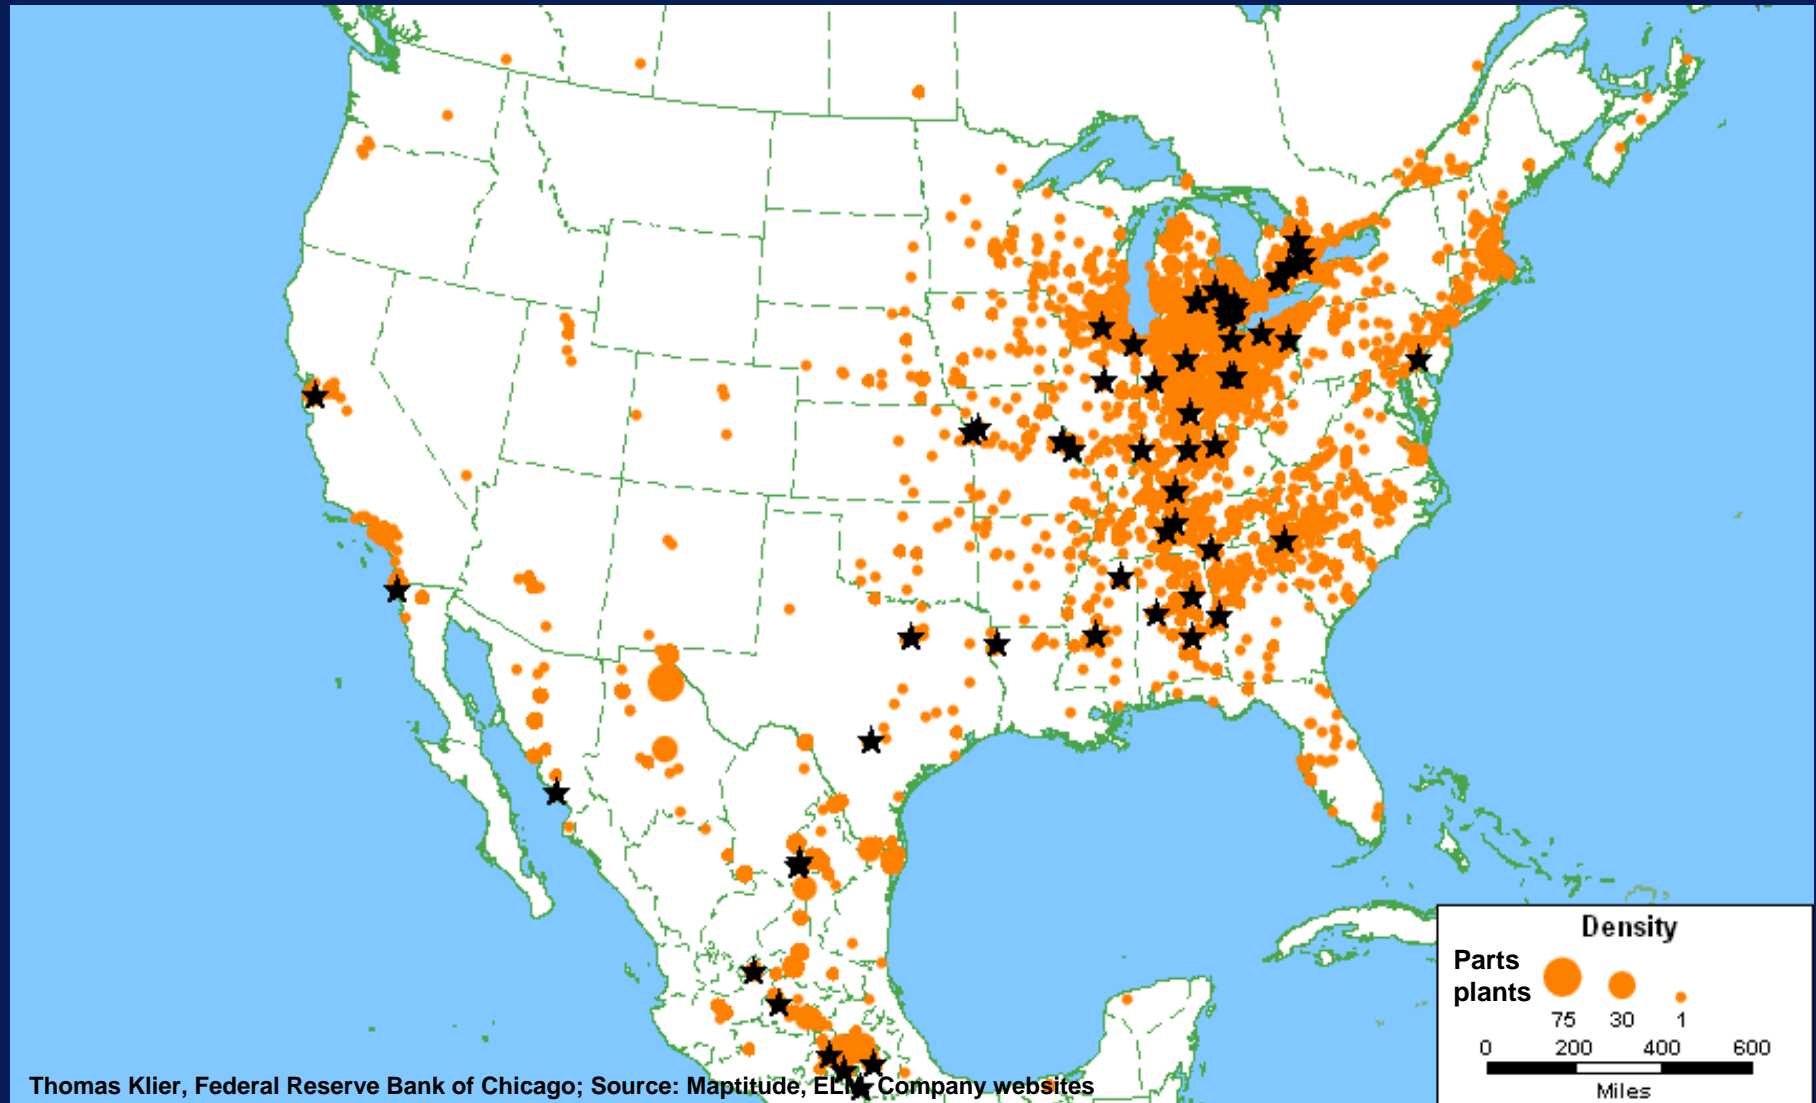 Density
Parts
plants
75 30 1
0 200 400 600
Miles
Thomas Klier, Federal Reserve Bank of Chicago; Source: Maptitude, Company websites